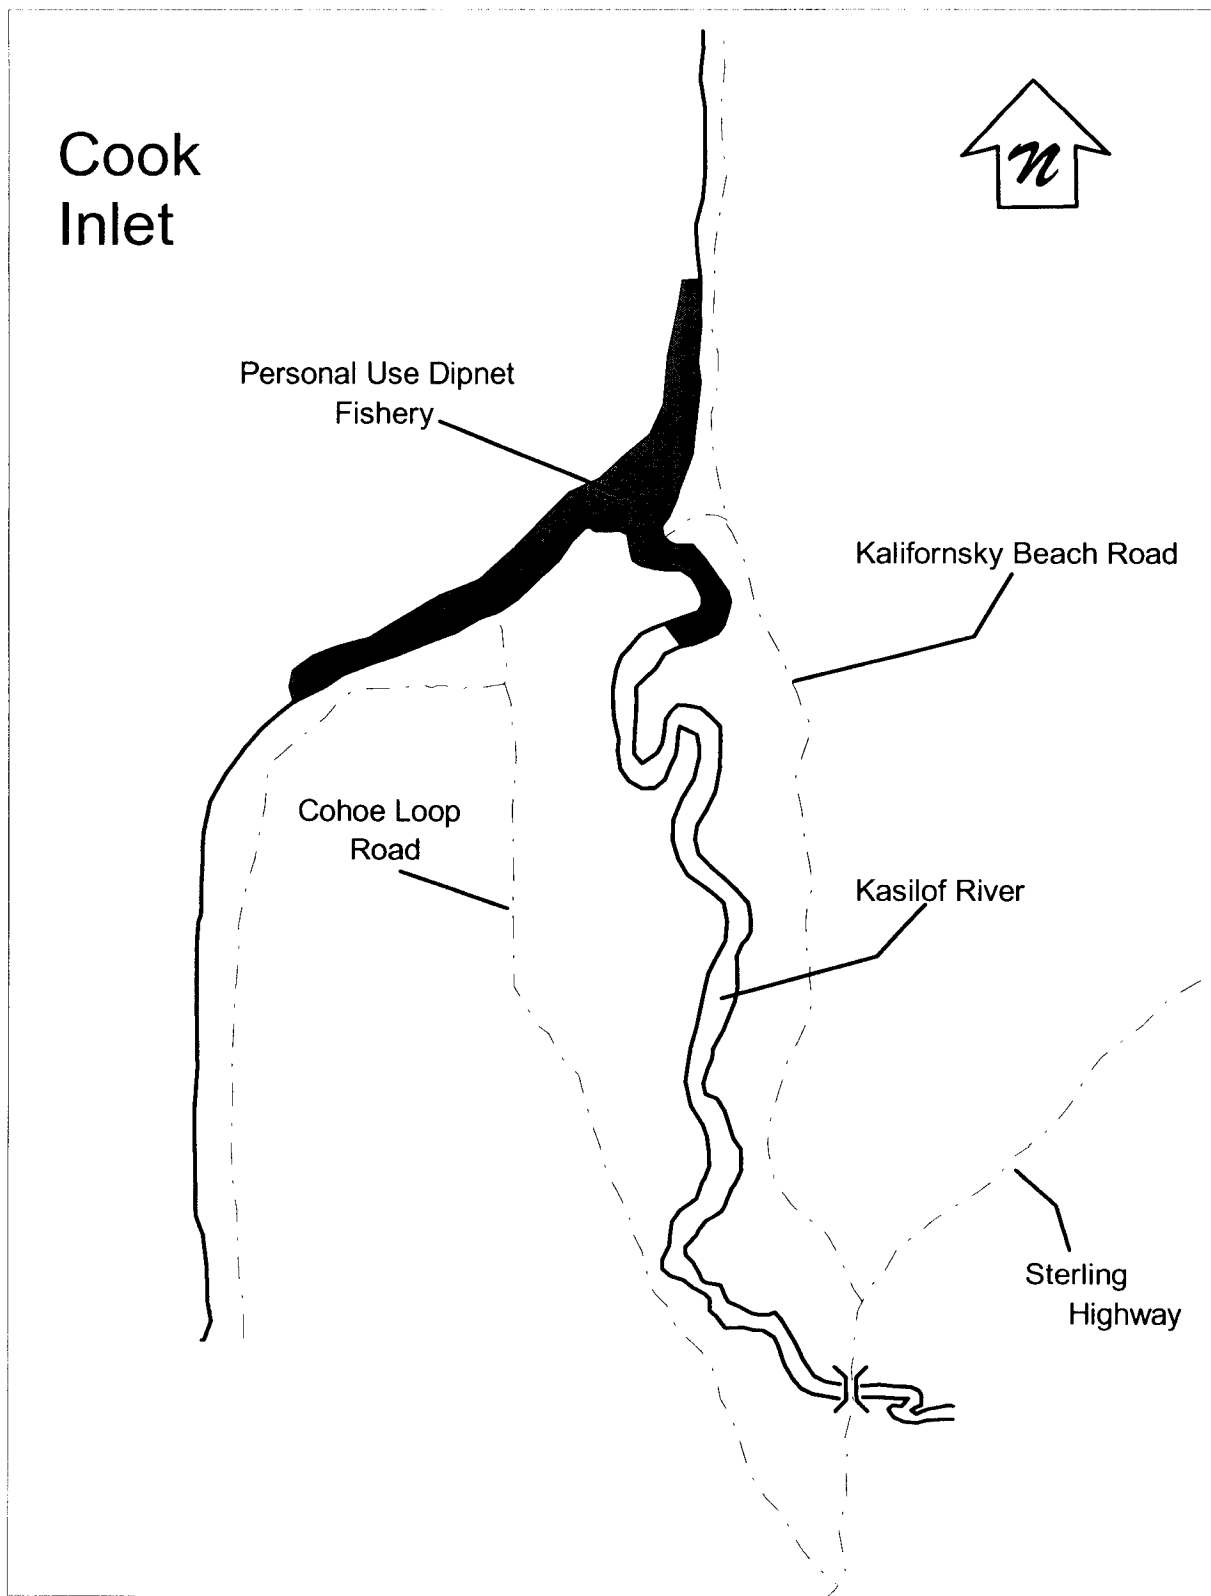 Cook
Inlet
n
Personal Use Dipnet
Fishery
Kalifornsky Beach Road
Cohoe Loop
Road
Kasilof River
Sterling
Highway